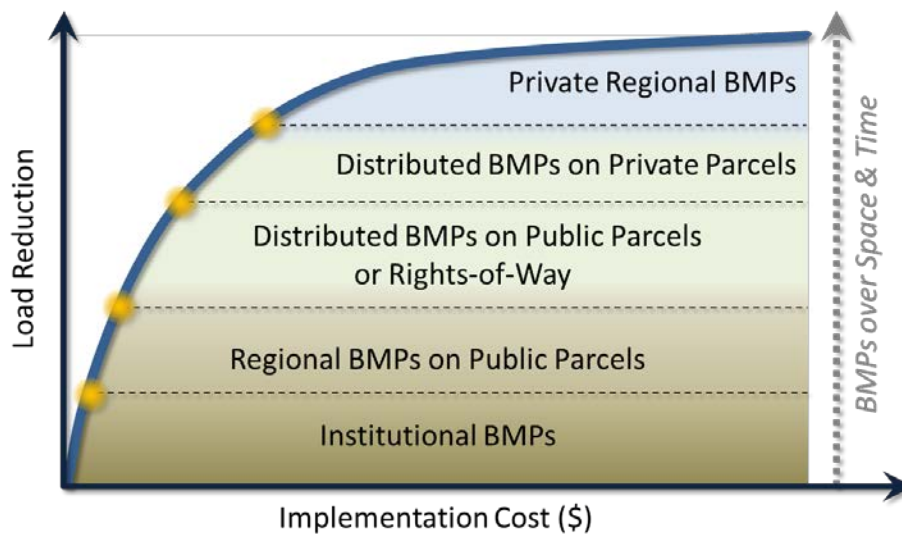 Private Regional BMPs
Distributed BMPs on Private Parcels
Distributed BMPs on Public Parcels
or Rights-of-Way
Regional BMPs on Public Parcels
Institutional BMPs
Load Reduction
Implementation Cost ($)
BMPs over Space & Time